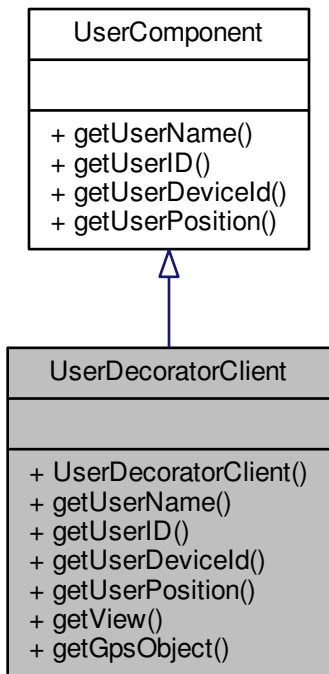 UserComponent
+ getUserName()
+ getUserID()
+ getUserDeviceId()
+ getUserPosition()
UserDecoratorClient
+ UserDecoratorClient()
+ getUserName()
+ getUserID()
+ getUserDeviceId()
+ getUserPosition()
+ getView()
+ getGpsObject()